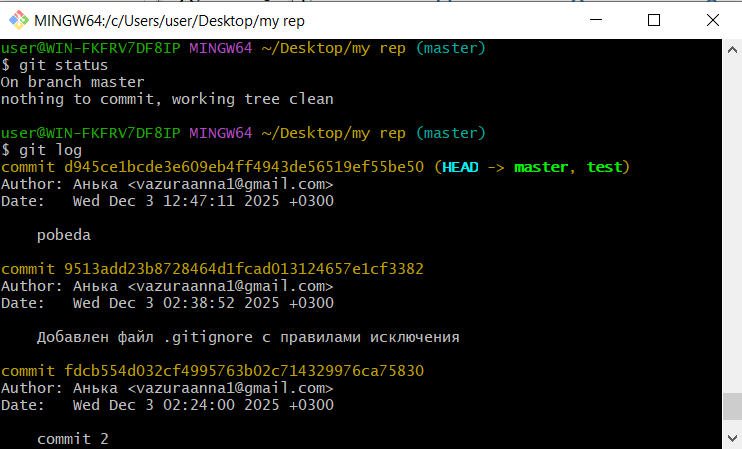 MINGW64:/c/Users/user/Desktop/my rep
user@WIN-FKFRV7DF8IP MINGW64 ~/Desktop/my rep (master)
$ git status
On branch master
nothing to commit, working tree clean
user@WIN-FKFRV7DF8IP MINGW64 ~/Desktop/my rep (master)
$ git log
commit d945ce1bcde3e609eb4ff4943de56519ef55be50 (HEAD -> master, test)
Author: Анька <vazuraanna1@gmail.com>
Date:   Wed Dec 3 12:47:11 2025 +0300
    pobeda
commit 9513add23b8728464d1fcad013124657e1cf3382
Author: Анька <vazuraanna1@gmail.com>
Date:   Wed Dec 3 02:38:52 2025 +0300
    Добавлен файл .gitignore с правилами исключения
commit fdcb554d032cf4995763b02c714329976ca75830
Author: Анька <vazuraanna1@gmail.com>
Date:   Wed Dec 3 02:24:00 2025 +0300
    commit 2